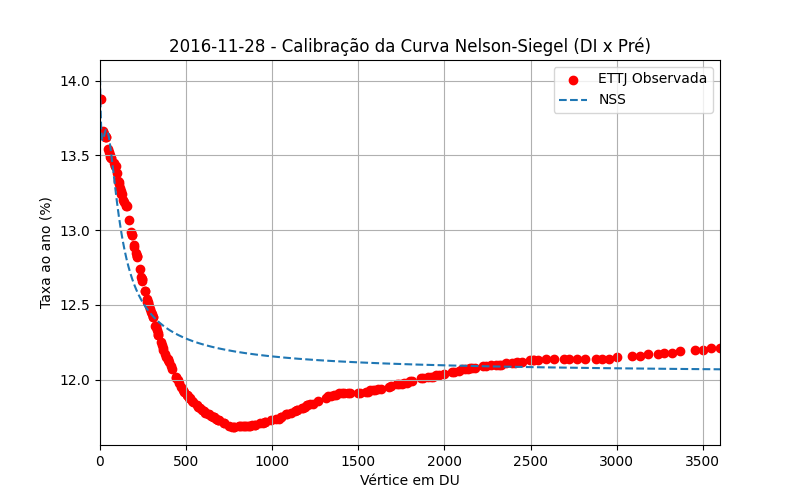 2016-11-28 - Calibração da Curva Nelson-Siegel (DI x Pré)
ETTJ Observada
NSS
Taxa ao ano (%)
14.0
13.5
13.0
12.5
12.0
0 500 1000 1500 2000 2500 3000 3500
Vértice em DU